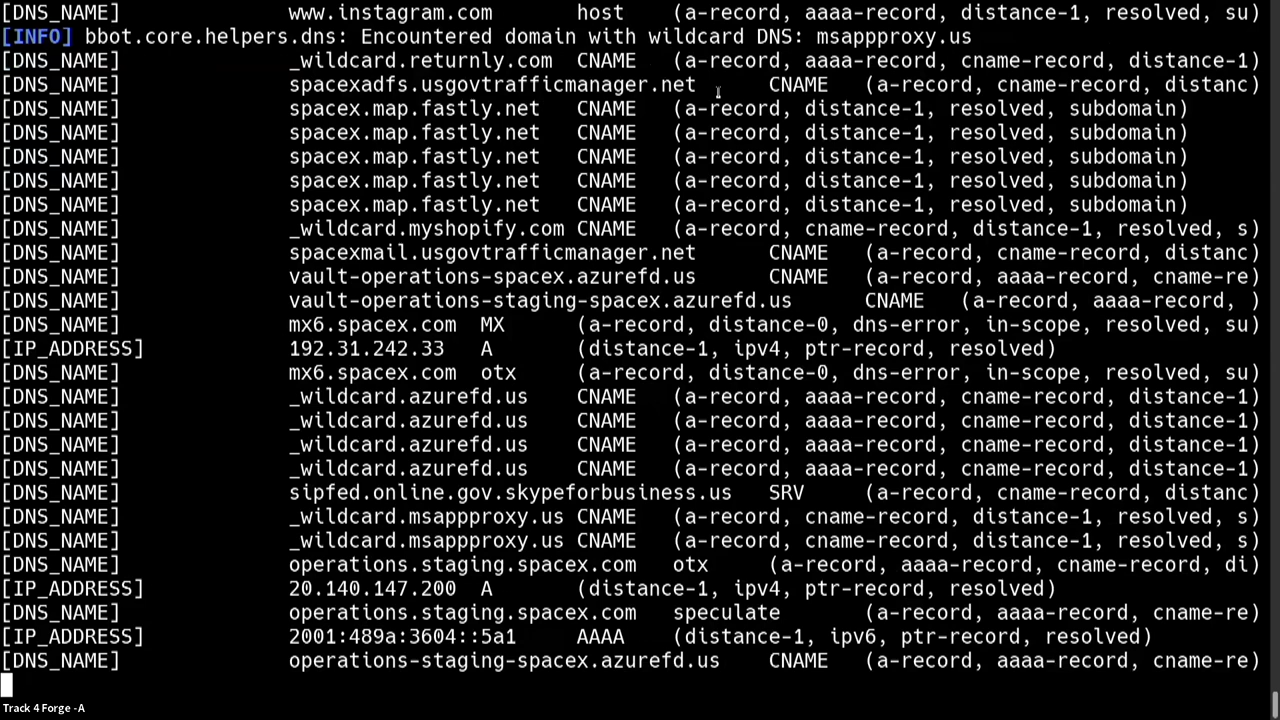 [DNS_NAME] www.instagram.com host (a-record, aaaa-record, distance-1, resolved, su)
[INFO] bbot.core.helpers.dns: Encountered domain with wildcard DNS: msappproxy.us
[DNS_NAME] _wildcard.returnly.com CNAME (a-record, aaaa-record, cname-record, distance-1)
[DNS_NAME] spacexadfs.usgovtrafficmanager.net CNAME (a-record, cname-record, distanc)
[DNS_NAME] spacex.map.fastly.net CNAME (a-record, distance-1, resolved, subdomain)
[DNS_NAME] spacex.map.fastly.net CNAME (a-record, distance-1, resolved, subdomain)
[DNS_NAME] spacex.map.fastly.net CNAME (a-record, distance-1, resolved, subdomain)
[DNS_NAME] spacex.map.fastly.net CNAME (a-record, distance-1, resolved, subdomain)
[DNS_NAME] spacex.map.fastly.net CNAME (a-record, distance-1, resolved, subdomain)
[DNS_NAME] _wildcard.myshopify.com CNAME (a-record, cname-record, distance-1, resolved, s)
[DNS_NAME] spacexmail.usgovtrafficmanager.net CNAME (a-record, cname-record, distanc)
[DNS_NAME] vault-operations-spacex.azurefd.us CNAME (a-record, aaaa-record, cname-re)
[DNS_NAME] vault-operations-staging-spacex.azurefd.us CNAME (a-record, aaaa-record, )
[DNS_NAME] mx6.spacex.com MX (a-record, distance-0, dns-error, in-scope, resolved, su)
[IP_ADDRESS] 192.31.242.33 A (distance-1, ipv4, ptr-record, resolved)
[DNS_NAME] mx6.spacex.com otx (a-record, distance-0, dns-error, in-scope, resolved, su)
[DNS_NAME] _wildcard.azurefd.us CNAME (a-record, aaaa-record, cname-record, distance-1)
[DNS_NAME] _wildcard.azurefd.us CNAME (a-record, aaaa-record, cname-record, distance-1)
[DNS_NAME] _wildcard.azurefd.us CNAME (a-record, aaaa-record, cname-record, distance-1)
[DNS_NAME] _wildcard.azurefd.us CNAME (a-record, aaaa-record, cname-record, distance-1)
[DNS_NAME] sipfed.online.gov.skypeforbusiness.us SRV (a-record, cname-record, distanc)
[DNS_NAME] _wildcard.msappproxy.us CNAME (a-record, cname-record, distance-1, resolved, s)
[DNS_NAME] _wildcard.msappproxy.us CNAME (a-record, cname-record, distance-1, resolved, s)
[DNS_NAME] operations.staging.spacex.com otx (a-record, aaaa-record, cname-record, di)
[IP_ADDRESS] 20.140.147.200 A (distance-1, ipv4, ptr-record, resolved)
[DNS_NAME] operations.staging.spacex.com speculate (a-record, aaaa-record, cname-re)
[IP_ADDRESS] 2001:489a:3604::5a1 AAAA (distance-1, ipv6, ptr-record, resolved)
[DNS_NAME] operations-staging-spacex.azurefd.us CNAME (a-record, aaaa-record, cname-re)
Track 4 Forge -A